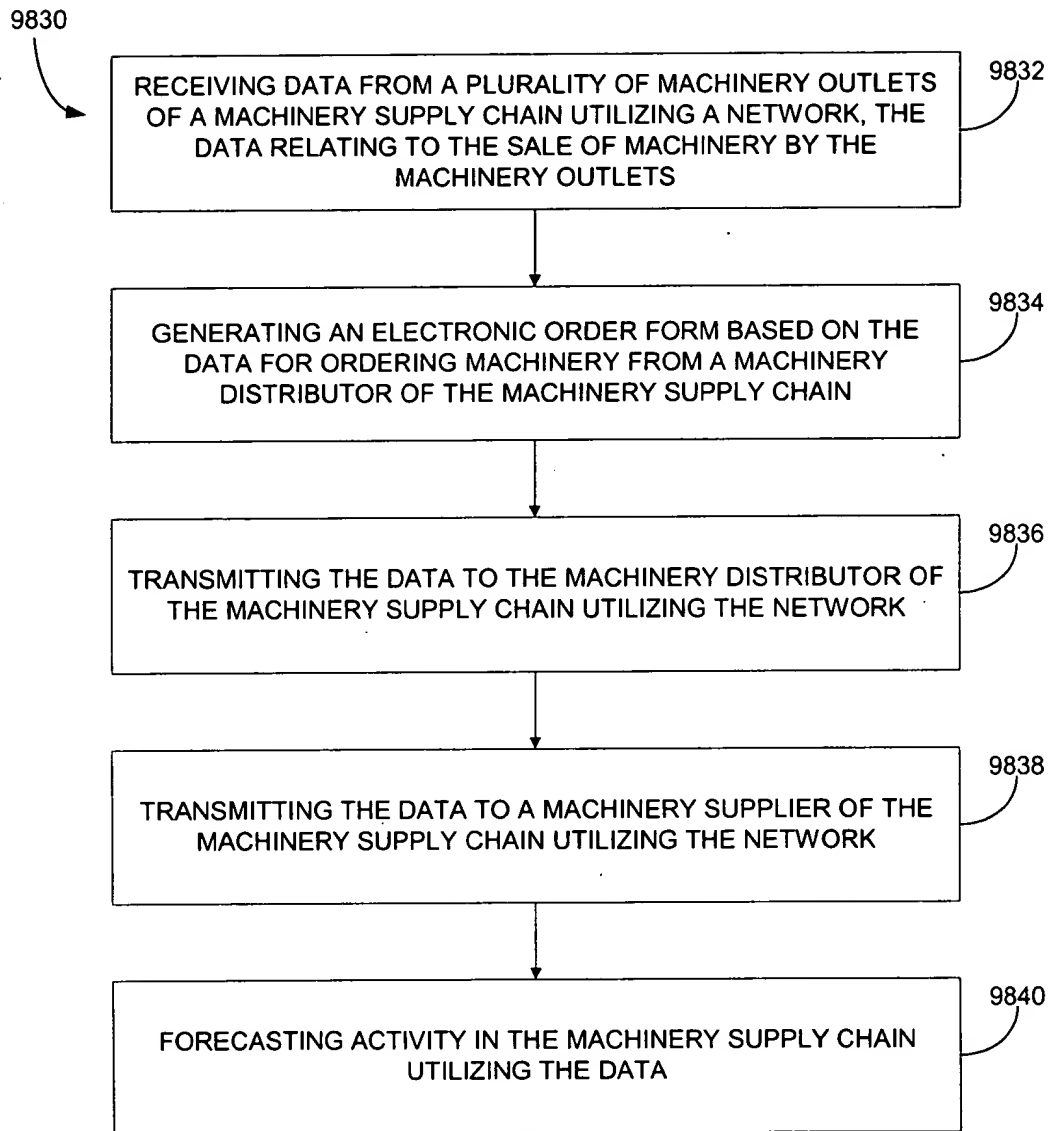 9830
9832
RECEIVING DATA FROM A PLURALITY OF MACHINERY OUTLETS
OF A MACHINERY SUPPLY CHAIN UTILIZING A NETWORK, THE
DATA RELATING TO THE SALE OF MACHINERY BY THE
MACHINERY OUTLETS
9834
GENERATING AN ELECTRONIC ORDER FORM BASED ON THE
DATA FOR ORDERING MACHINERY FROM A MACHINERY
DISTRIBUTOR OF THE MACHINERY SUPPLY CHAIN
9836
TRANSMITTING THE DATA TO THE MACHINERY DISTRIBUTOR OF
THE MACHINERY SUPPLY CHAIN UTILIZING THE NETWORK
9838
TRANSMITTING THE DATA TO A MACHINERY SUPPLIER OF THE
MACHINERY SUPPLY CHAIN UTILIZING THE NETWORK
9840
FORECASTING ACTIVITY IN THE MACHINERY SUPPLY CHAIN
UTILIZING THE DATA